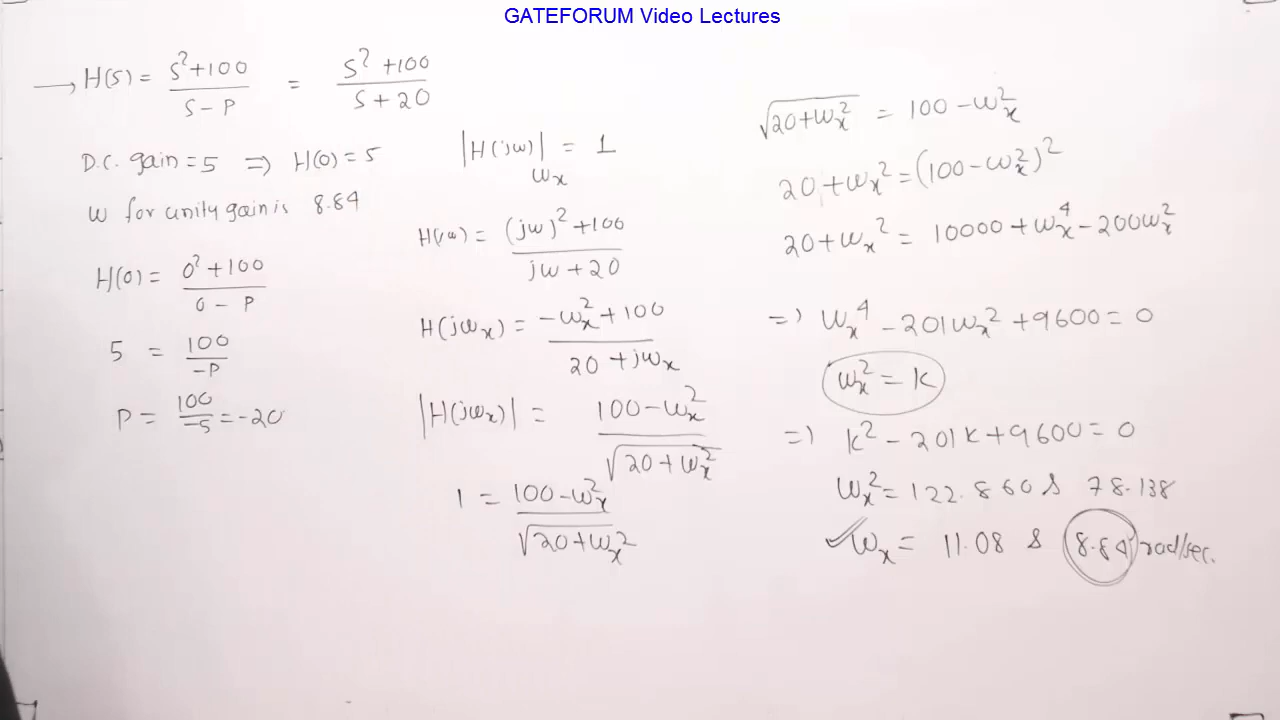 GATEFORUM Video Lectures
→ H(s) = (s²+100)/(s-p) = (s²+100)/(s+20)
D.C. gain = 5 ⇒ H(0) = 5
ω for unity gain is 8.84
H(0) = (0²+100)/(0-p)
5 = 100/-p
p = 100/-5 = -20
|H(jω)| = 1
ωx
H(jω) = ((jω)²+100)/(jω+20)
H(jωx) = (-ωx²+100)/(20+jωx)
|H(jωx)| = (100-ωx²)/√(20+ωx²)
1 = (100-ωx²)/√(20+ωx²)
√(20+ωx²) = 100-ωx²
20+ωx² = (100-ωx²)²
20+ωx² = 10000+ωx⁴-200ωx²
⇒ ωx⁴-201ωx²+9600 = 0
ωx² = k
⇒ k²-201k+9600 = 0
ωx² = 122.860 & 78.138
✓ωx = 11.08 & 8.84 rad/sec.